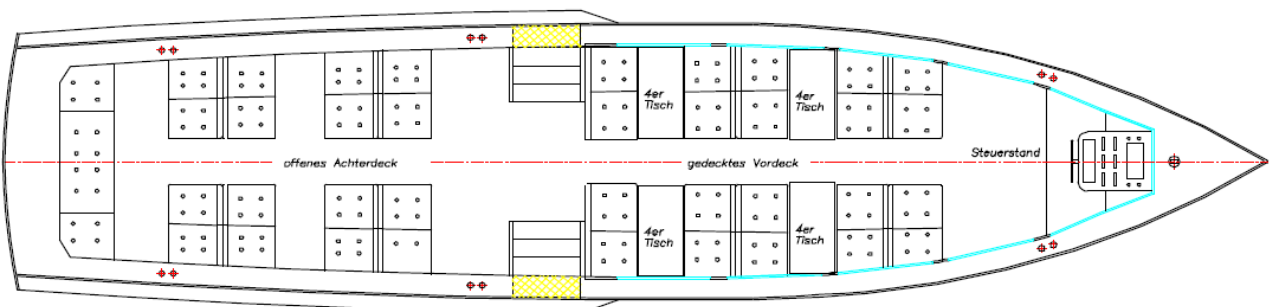 4er
Tisch
4er
Tisch
offenes Achterdeck
gedecktes Vordeck
Steuerstand
4er
Tisch
4er
Tisch